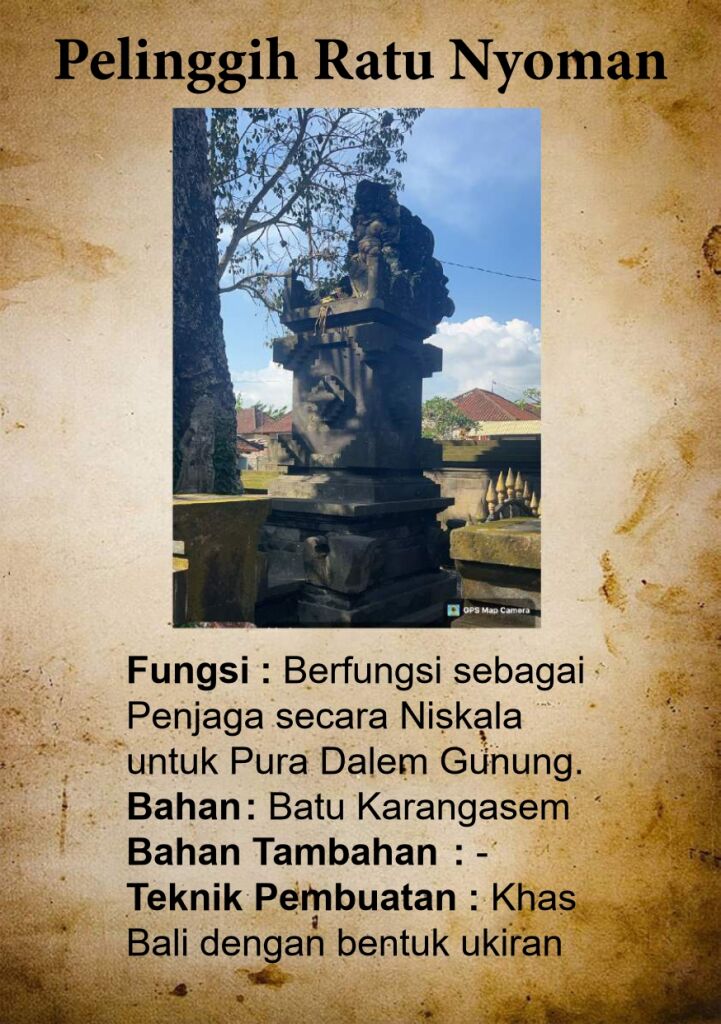 Pelinggih Ratu Nyoman
GPS Map Camera
Fungsi : Berfungsi sebagai
Penjaga secara Niskala
untuk Pura Dalem Gunung.
Bahan : Batu Karangasem
Bahan Tambahan : -
Teknik Pembuatan : Khas
Bali dengan bentuk ukiran